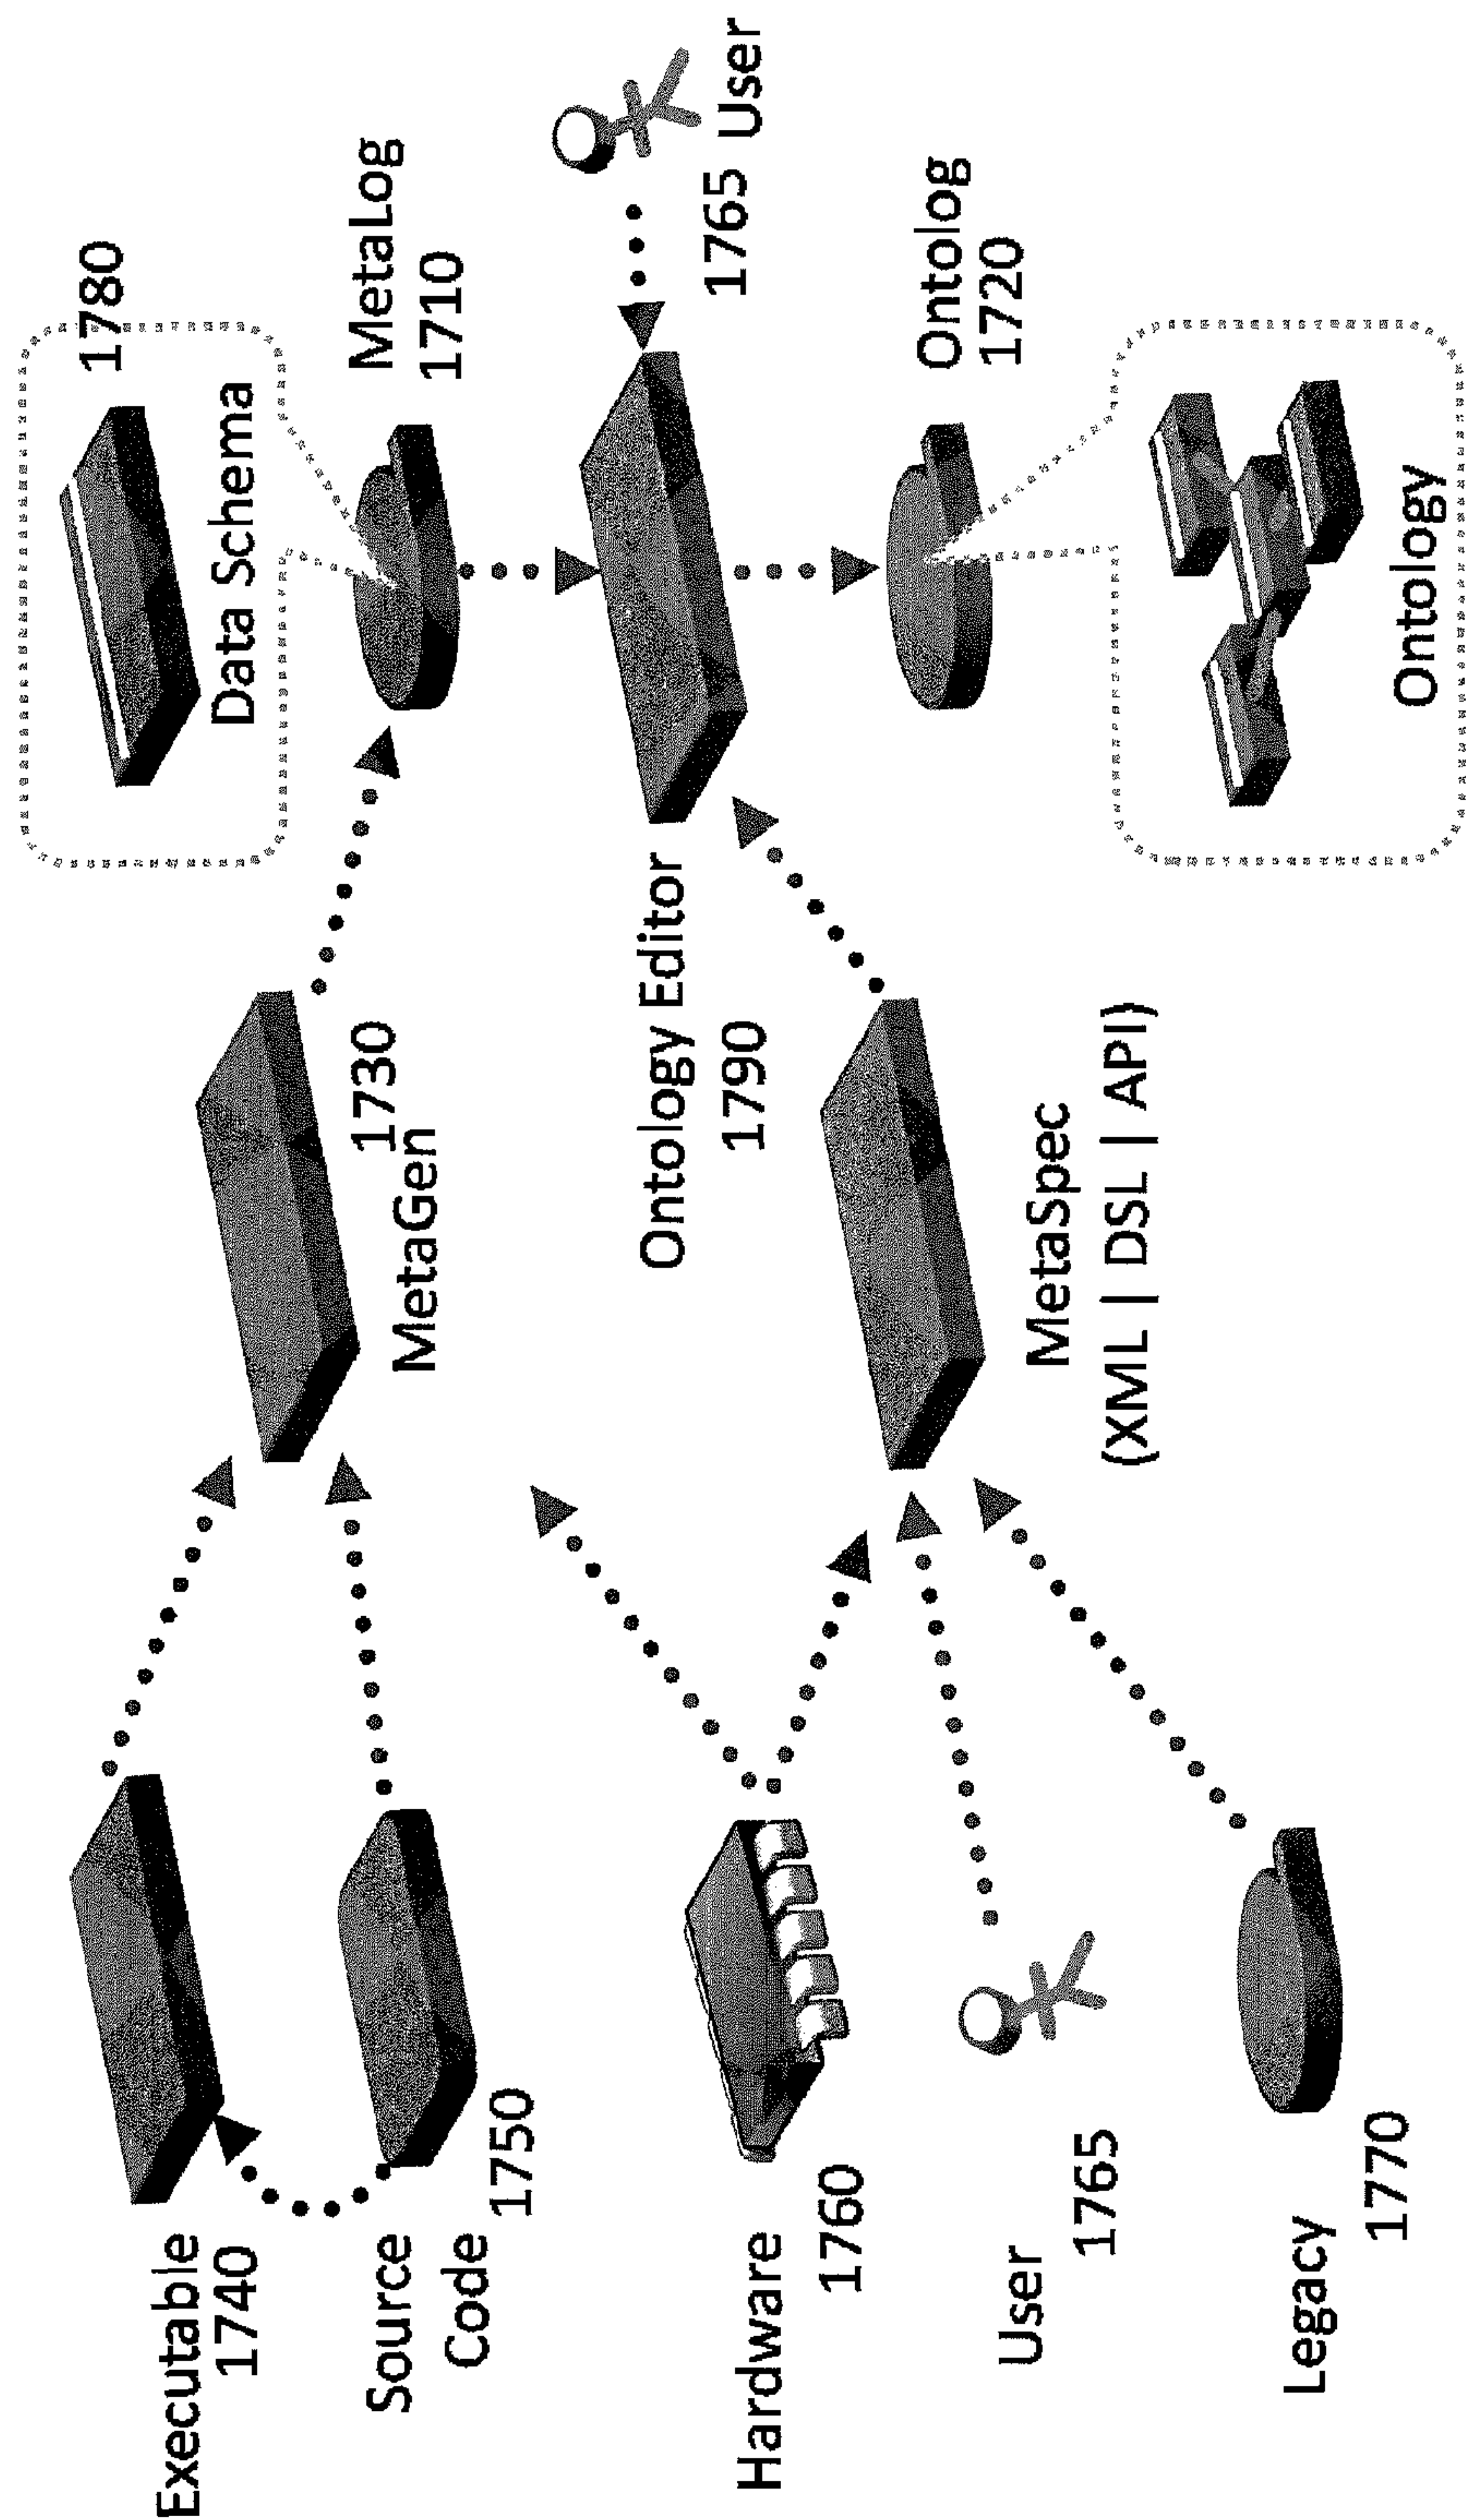 Executable
1740
Source
Code
1750
Hardware
1760
User
1765
Legacy
1770
1730
MetaGen
Ontology Editor
1790
MetaSpec
(XML | DSL | API)
1780
Data Schema
MetaLog
1710
1765 User
Ontolog
1720
Ontology